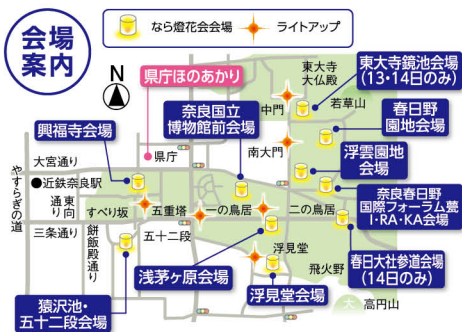 会場
案内
なら燈花会会場
ライトアップ
N
県庁ほのあかり
東大寺
大仏殿
東大寺鏡池会場
(13・14日のみ)
中門
若草山
春日野
園地会場
奈良国立
博物館前会場
興福寺会場
南大門
浮雲園地
会場
大宮通り
県庁
やすらぎの道
近鉄奈良駅
東向通り
すべり坂
五重塔
一の鳥居
二の鳥居
奈良春日野
国際フォーラム甍
I・RA・KA会場
三条通り
餅飯殿通り
五十二段
浅茅ヶ原会場
浮見堂
飛火野
春日大社参道会場
(14日のみ)
猿沢池・
五十二段会場
浮見堂会場
大
高円山